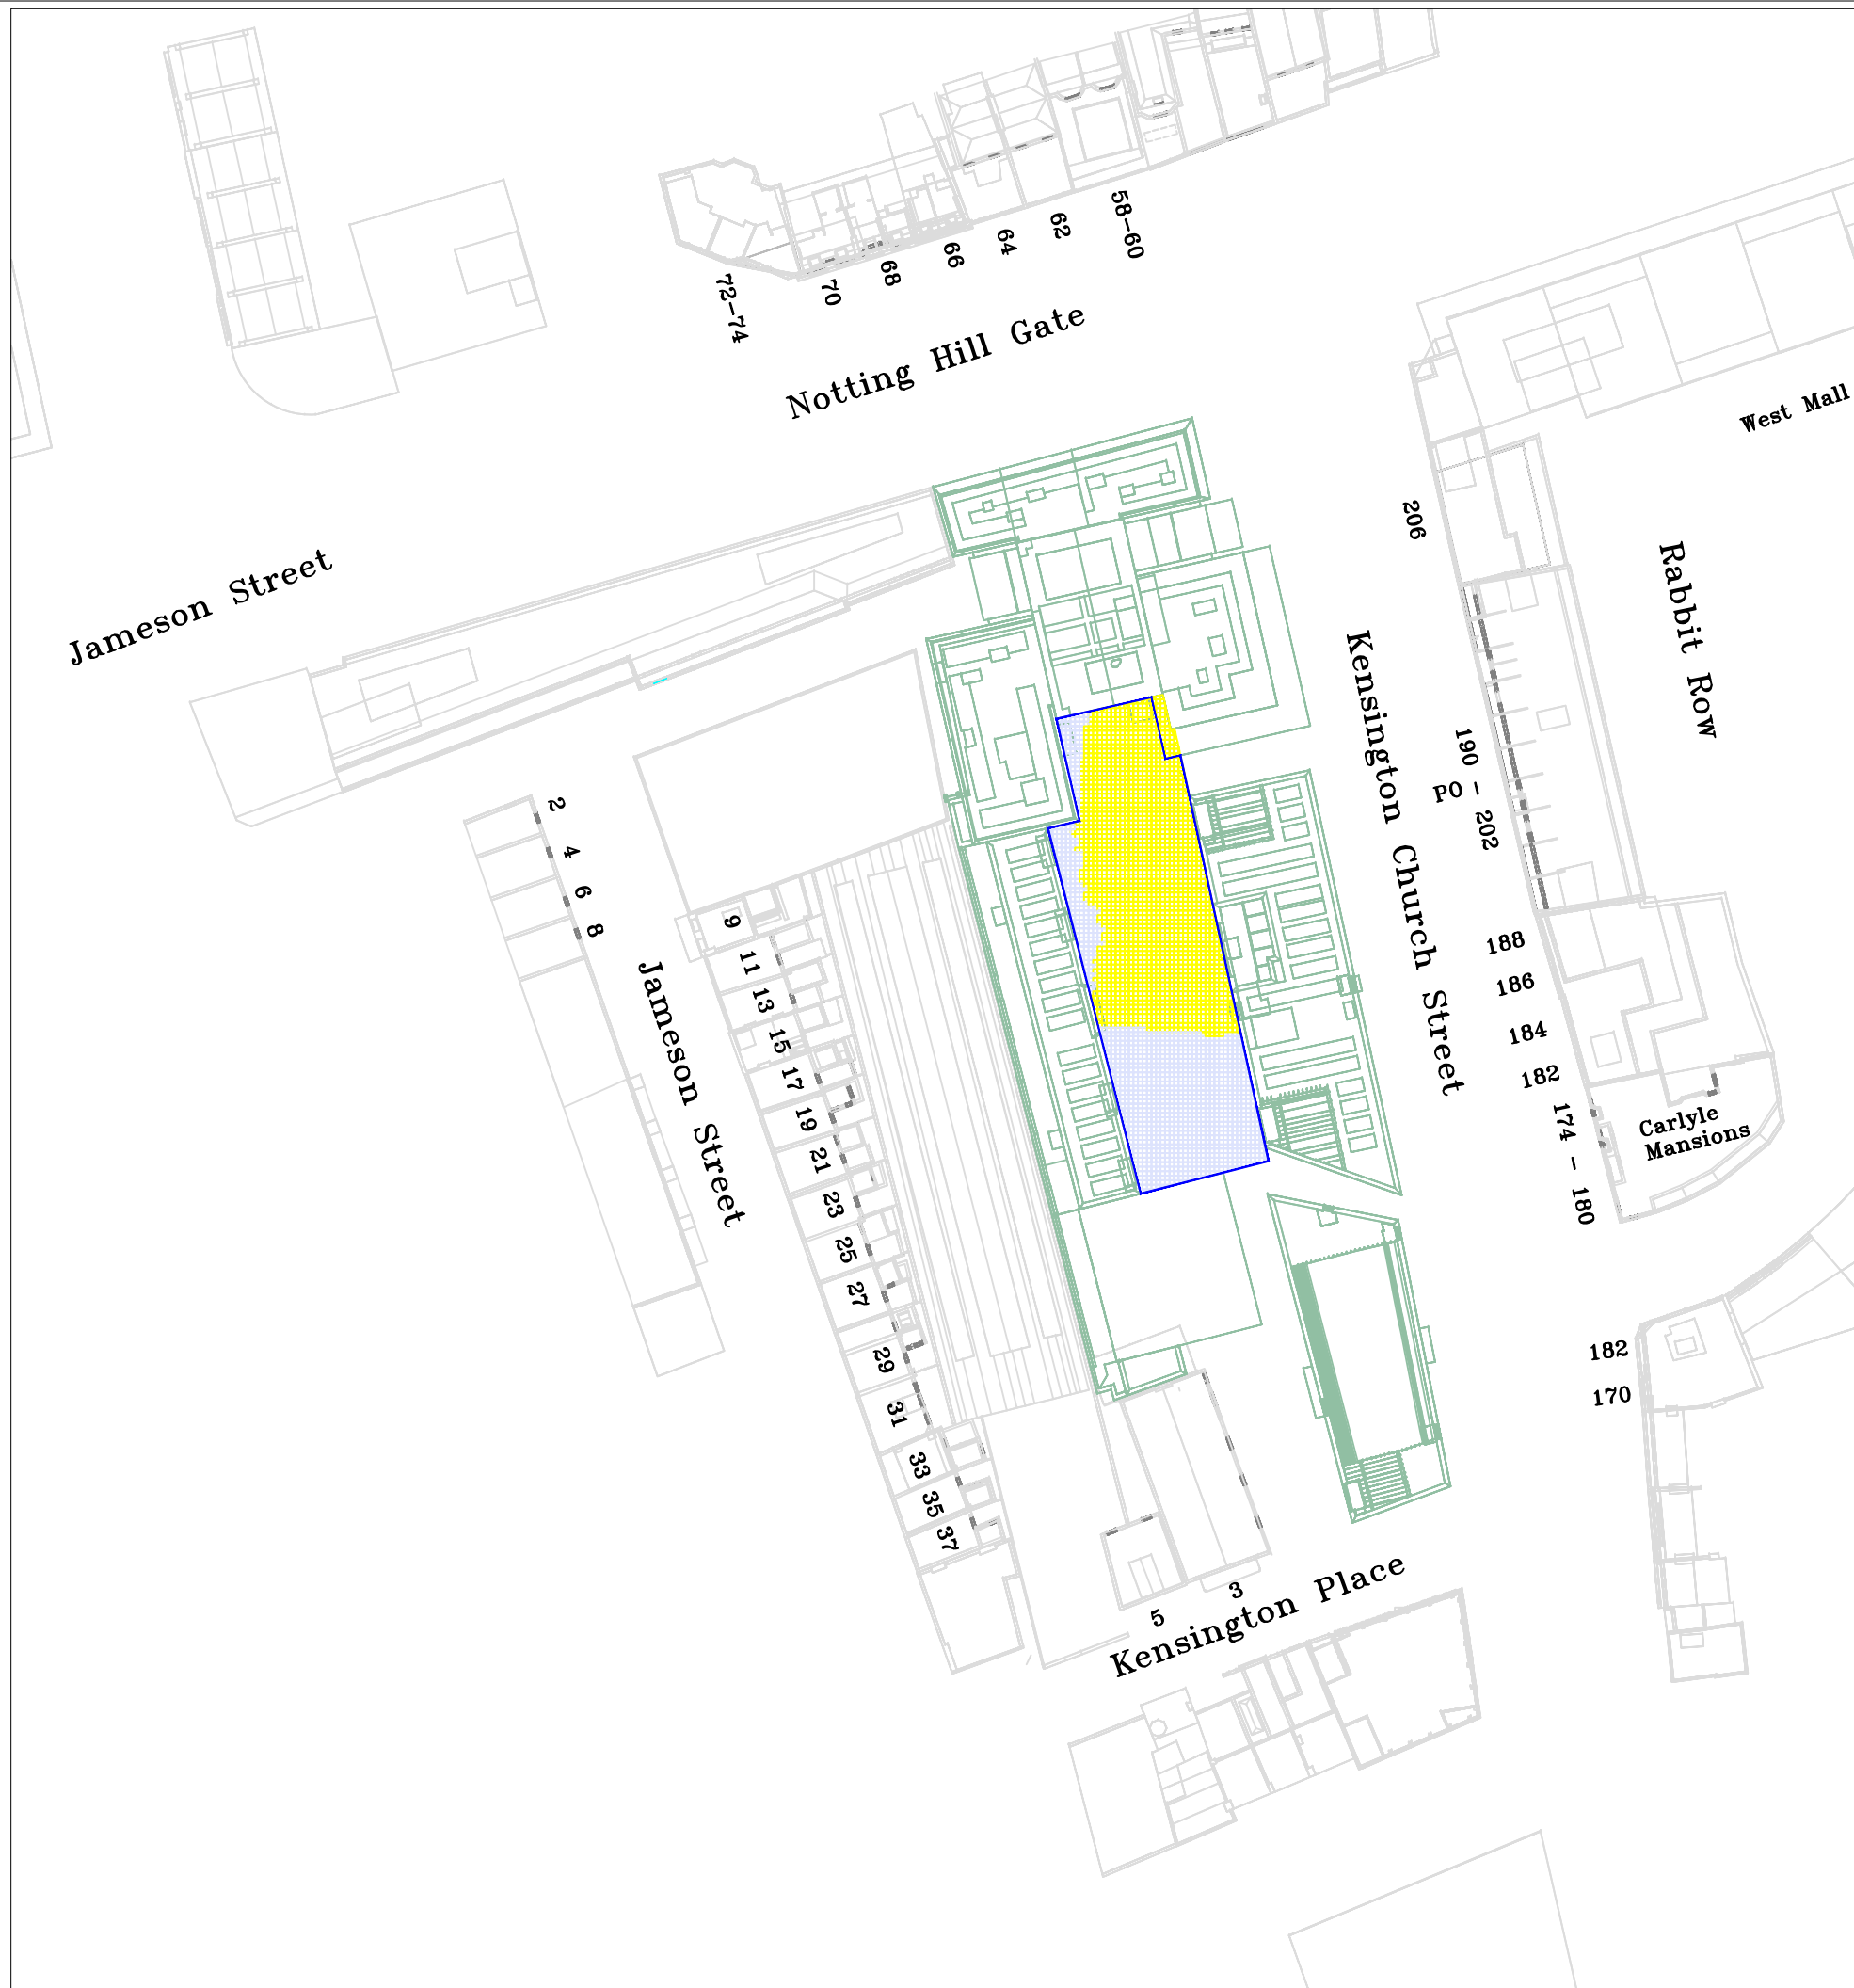 58-60
62
64
66
68
70
72-74
Notting Hill Gate
West Mall
206
Rabbit Row
Jameson Street
Kensington Church Street
190 - 202
PO
2
4
6
8
Jameson Street
9
11
13
15
17
19
21
23
25
27
29
31
33
35
37
188
186
184
182
174 - 180
Carlyle
Mansions
182
170
3
5
Kensington Place